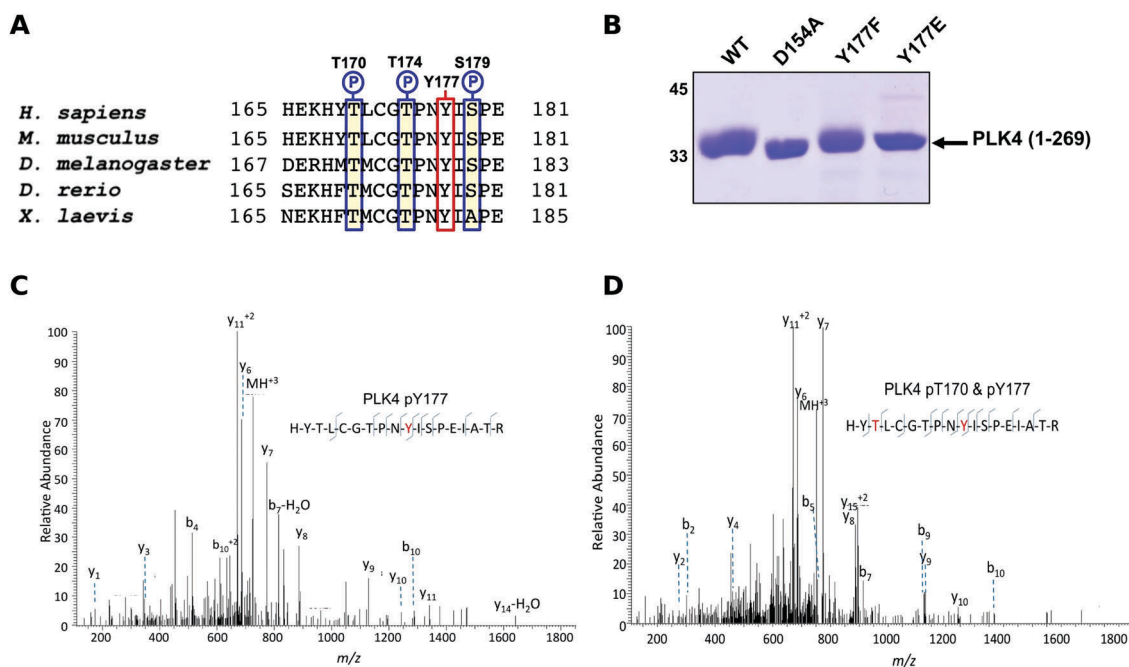 A
T170 T174 Y177 S179
P P P
H. sapiens 165 HEKHYTLCGTPNYISPE 181
M. musculus 165 HEKHYTLCGTPNYISPE 181
D. melanogaster 167 DERHMTMCGTPNYISPE 183
D. rerio 165 SEKHFTMCGTPNYISPE 181
X. laevis 165 NEKHFTMCGTPNYIAPE 185
B
WT D154A Y177F Y177E
45
33
PLK4 (1-269)
C
Relative Abundance
100
90
80
70
60
50
40
30
20
10
0
y11+2
y6
MH+3
PLK4 pY177
H-Y-T-L-C-G-T-P-N-Y-I-S-P-E-I-A-T-R
y7
b7-H2O
b4
b10+2
y8
y3
b10
y1
y9
y10
y11
y14-H2O
200 400 600 800 1000 1200 1400 1600 1800
m/z
D
Relative Abundance
100
90
80
70
60
50
40
30
20
10
0
y11+2
y7
PLK4 pT170 & pY177
y6
MH+3
H-Y-T-L-C-G-T-P-N-Y-I-S-P-E-I-A-T-R
b5
y15+2
y8
b2
y4
b9
y2
y9
b7
b10
y10
200 400 600 800 1000 1200 1400 1600 1800
m/z